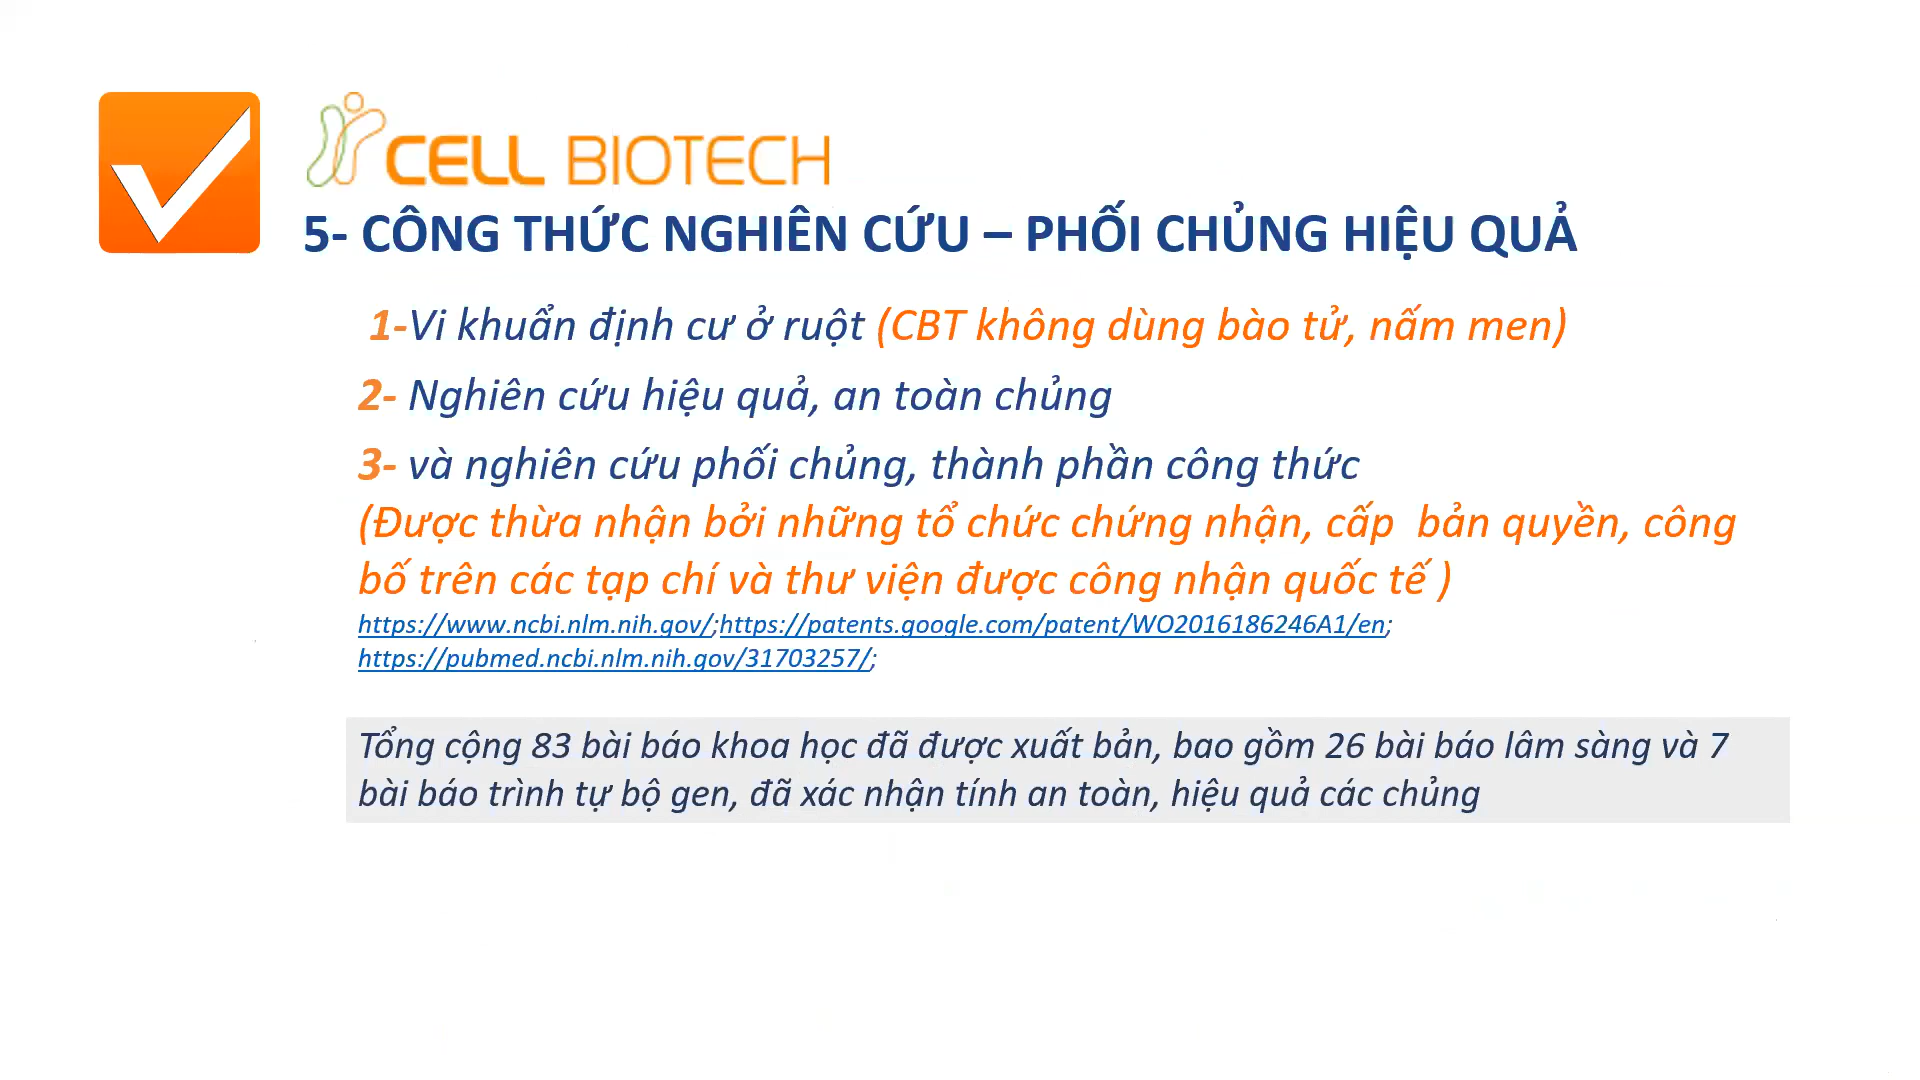 CELL BIOTECH
5- CÔNG THỨC NGHIÊN CỨU – PHỐI CHỦNG HIỆU QUẢ
1-Vi khuẩn định cư ở ruột (CBT không dùng bào tử, nấm men)
2- Nghiên cứu hiệu quả, an toàn chủng
3- và nghiên cứu phối chủng, thành phần công thức
(Được thừa nhận bởi những tổ chức chứng nhận, cấp bản quyền, công
bố trên các tạp chí và thư viện được công nhận quốc tế )
https://www.ncbi.nlm.nih.gov/;https://patents.google.com/patent/WO2016186246A1/en;
https://pubmed.ncbi.nlm.nih.gov/31703257/;
Tổng cộng 83 bài báo khoa học đã được xuất bản, bao gồm 26 bài báo lâm sàng và 7
bài báo trình tự bộ gen, đã xác nhận tính an toàn, hiệu quả các chủng